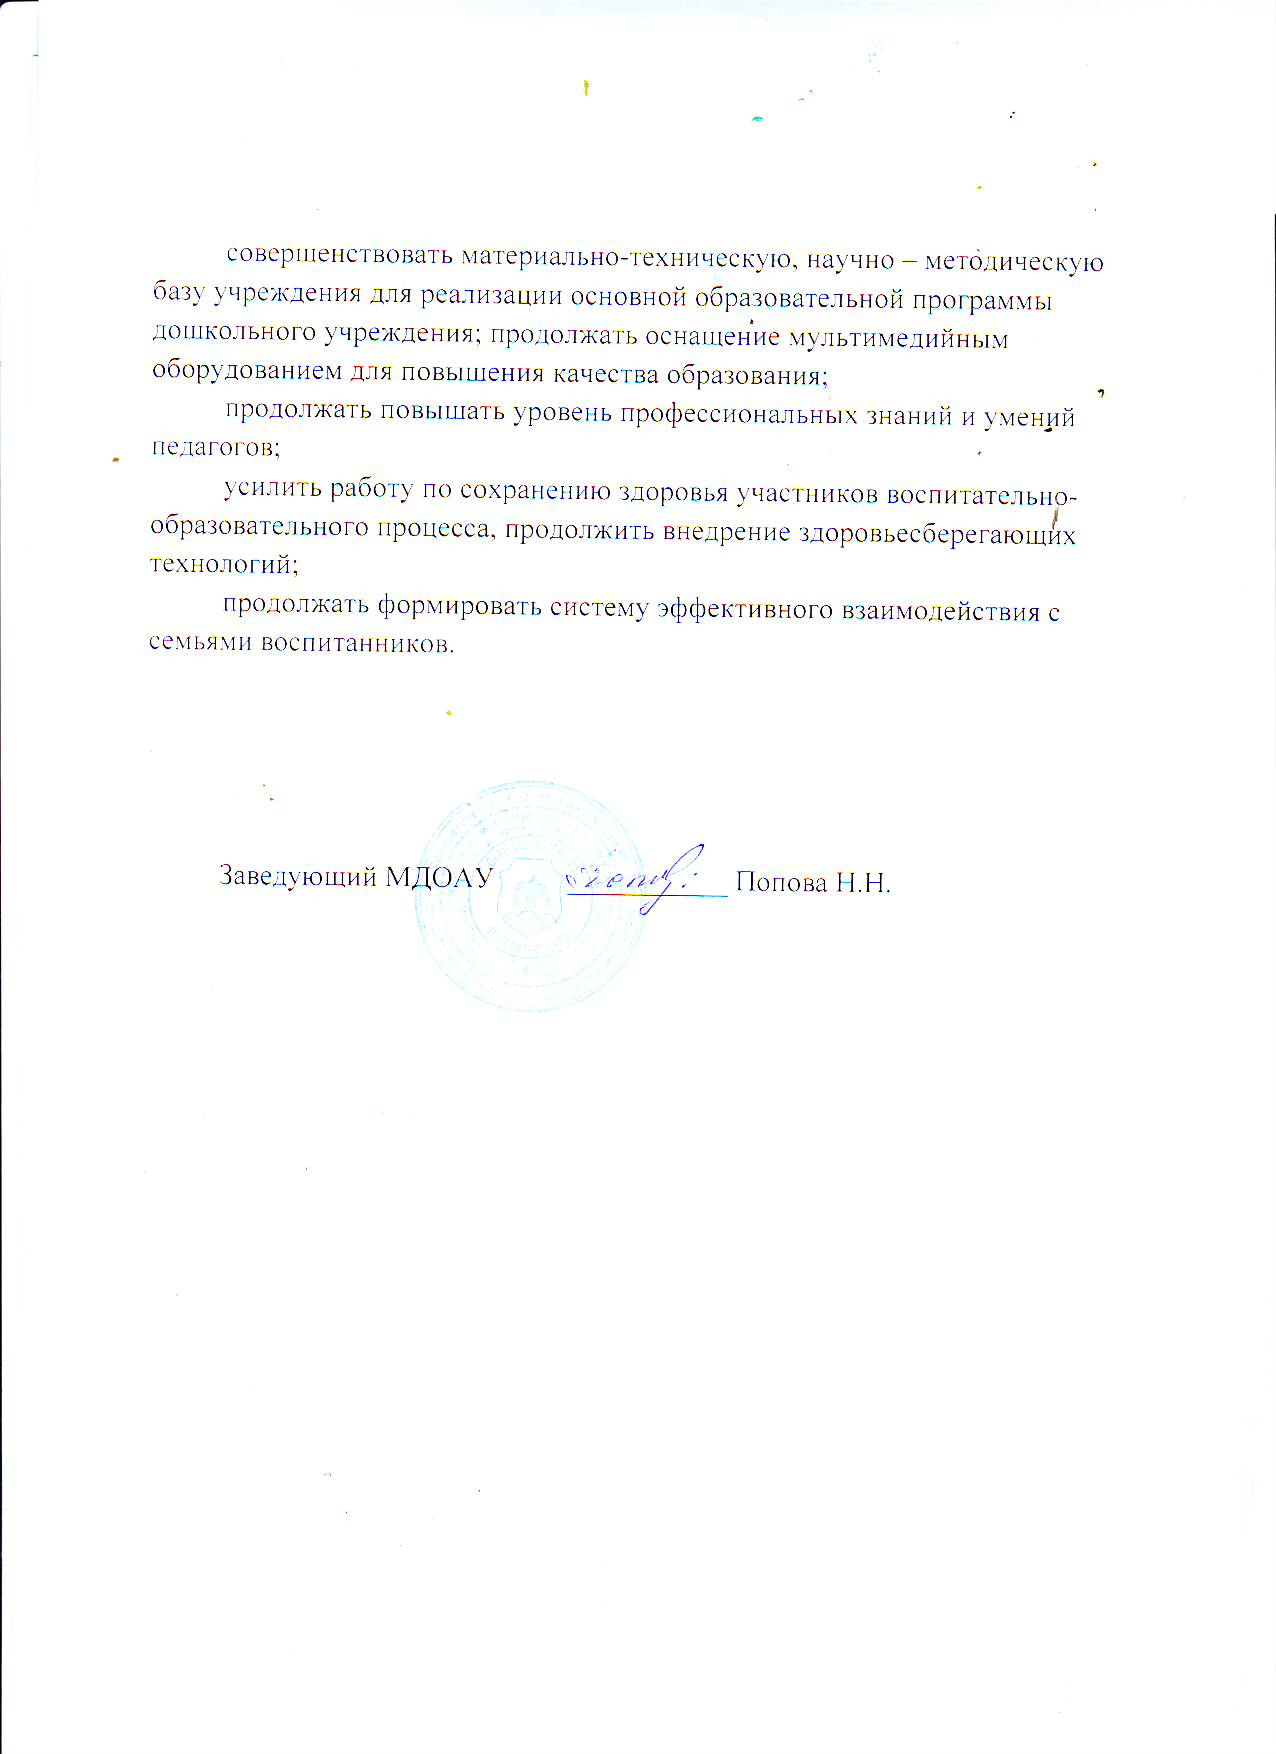 совершенствовать материально-техническую, научно – методическую
базу учреждения для реализации основной образовательной программы
дошкольного учреждения; продолжать оснащение мультимедийным
оборудованием для повышения качества образования;
продолжать повышать уровень профессиональных знаний и умений
педагогов;
усилить работу по сохранению здоровья участников воспитательно-
образовательного процесса, продолжить внедрение здоровьесберегающих
технологий;
продолжать формировать систему эффективного взаимодействия с
семьями воспитанников.
Заведующий МДОАУ Попова Н.Н.